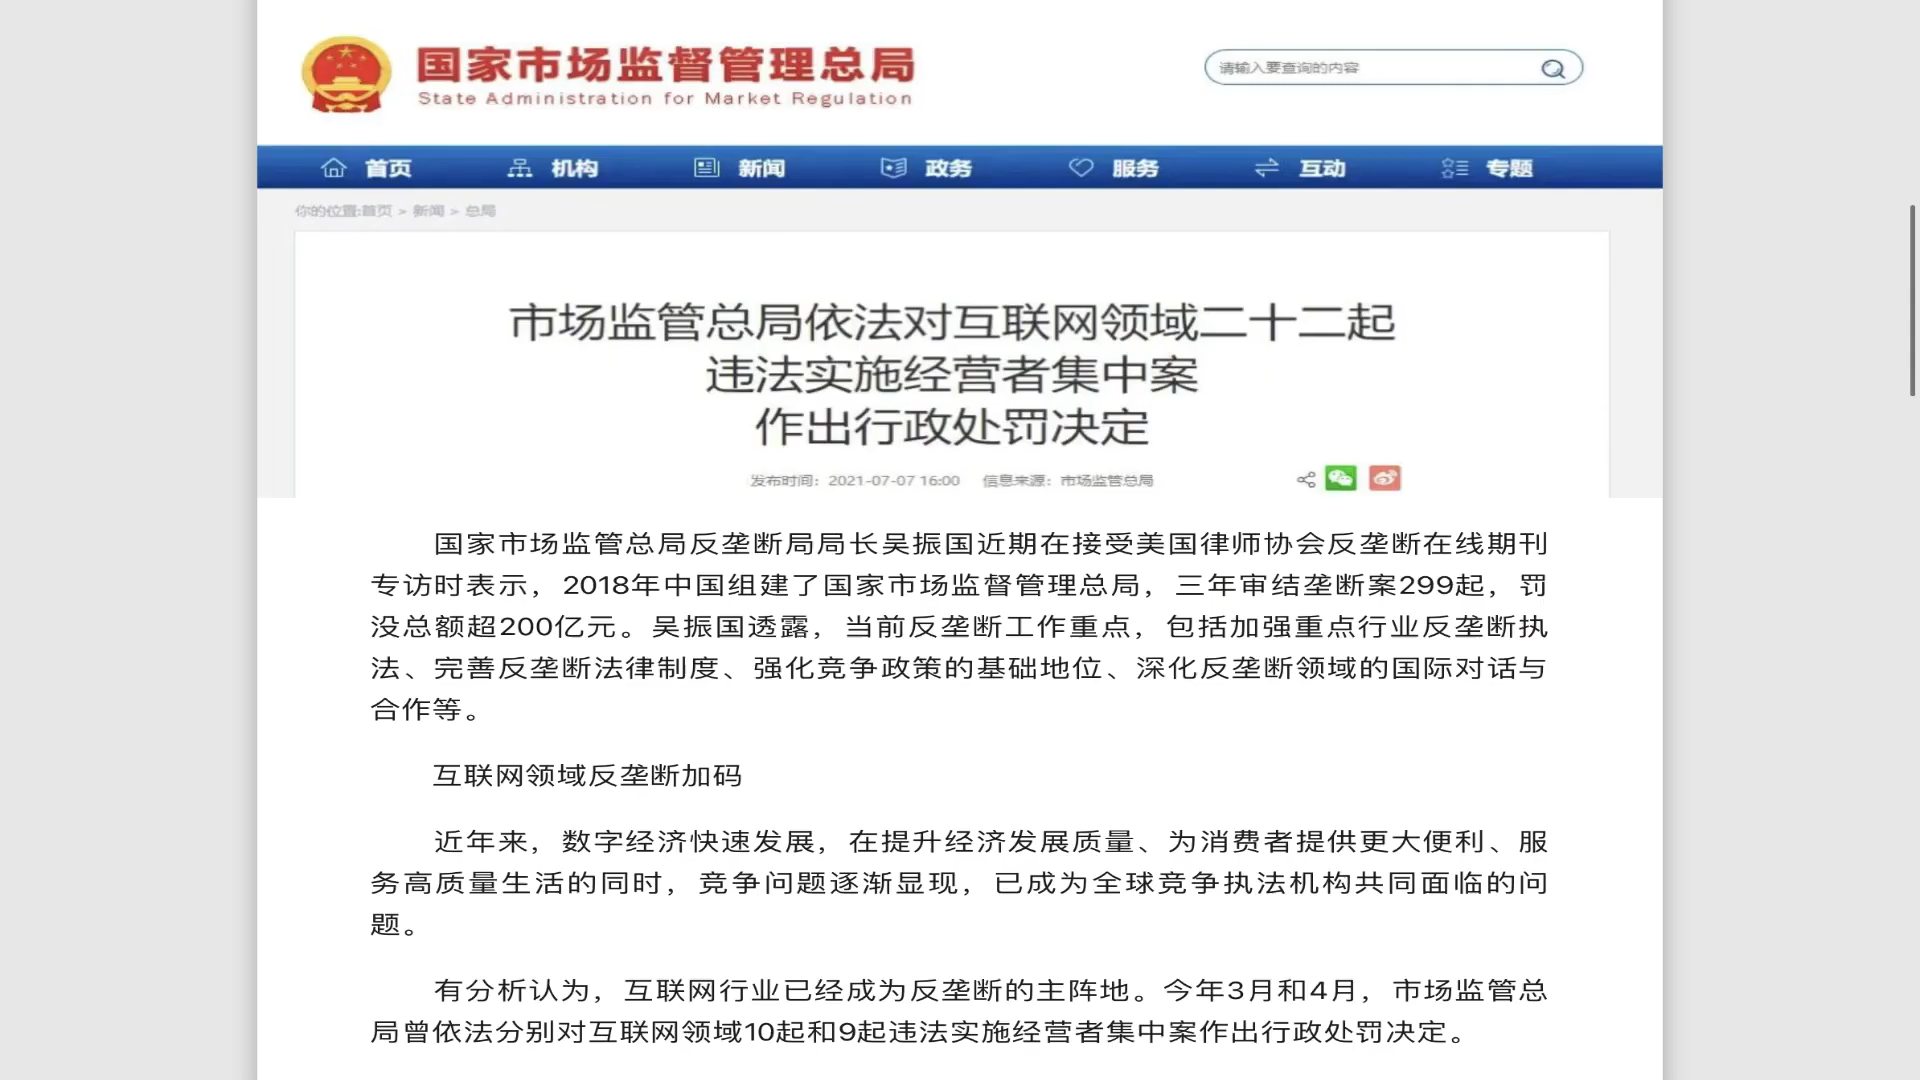 国家市场监督管理总局
State Administration for Market Regulation
请输入要查询的内容
首页 机构 新闻 政务 服务 互动 专题
你的位置:首页 > 新闻 > 总局
市场监管总局依法对互联网领域二十二起
违法实施经营者集中案
作出行政处罚决定
发布时间：2021-07-07 16:00 信息来源：市场监管总局
国家市场监管总局反垄断局局长吴振国近期在接受美国律师协会反垄断在线期刊
专访时表示，2018年中国组建了国家市场监督管理总局，三年审结垄断案299起，罚
没总额超200亿元。吴振国透露，当前反垄断工作重点，包括加强重点行业反垄断执
法、完善反垄断法律制度、强化竞争政策的基础地位、深化反垄断领域的国际对话与
合作等。
互联网领域反垄断加码
近年来，数字经济快速发展，在提升经济发展质量、为消费者提供更大便利、服
务高质量生活的同时，竞争问题逐渐显现，已成为全球竞争执法机构共同面临的问
题。
有分析认为，互联网行业已经成为反垄断的主阵地。今年3月和4月，市场监管总
局曾依法分别对互联网领域10起和9起违法实施经营者集中案作出行政处罚决定。